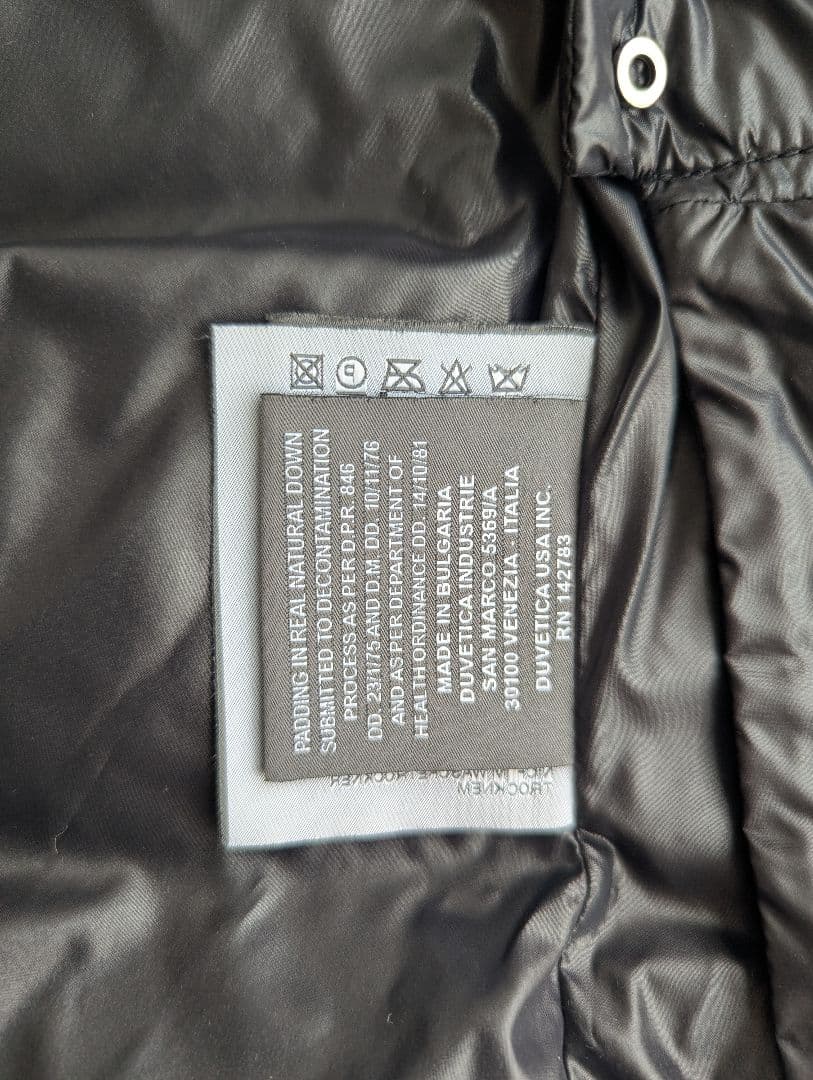 PADDING IN REAL NATURAL DOWN
SUBMITTED TO DECONTAMINATION
PROCESS AS PER D.P.R. 846
DD. 23/1/75 AND D.M. DD. 10/11/76
AND AS PER DEPARTMENT OF
HEALTH ORDINANCE DD. 14/10/81
MADE IN BULGARIA
DUVETICA INDUSTRIE
SAN MARCO 5369/A
30100 VENEZIA . ITALIA
DUVETICA USA INC.
RN 142783
P